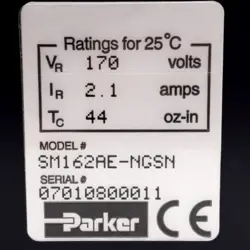 Ratings for 25°C
VR 170 volts
IR 2.1 amps
TC 44 oz-in
MODEL#
SM162AE-NGSN
SERIAL#
07010800011
Parker CE